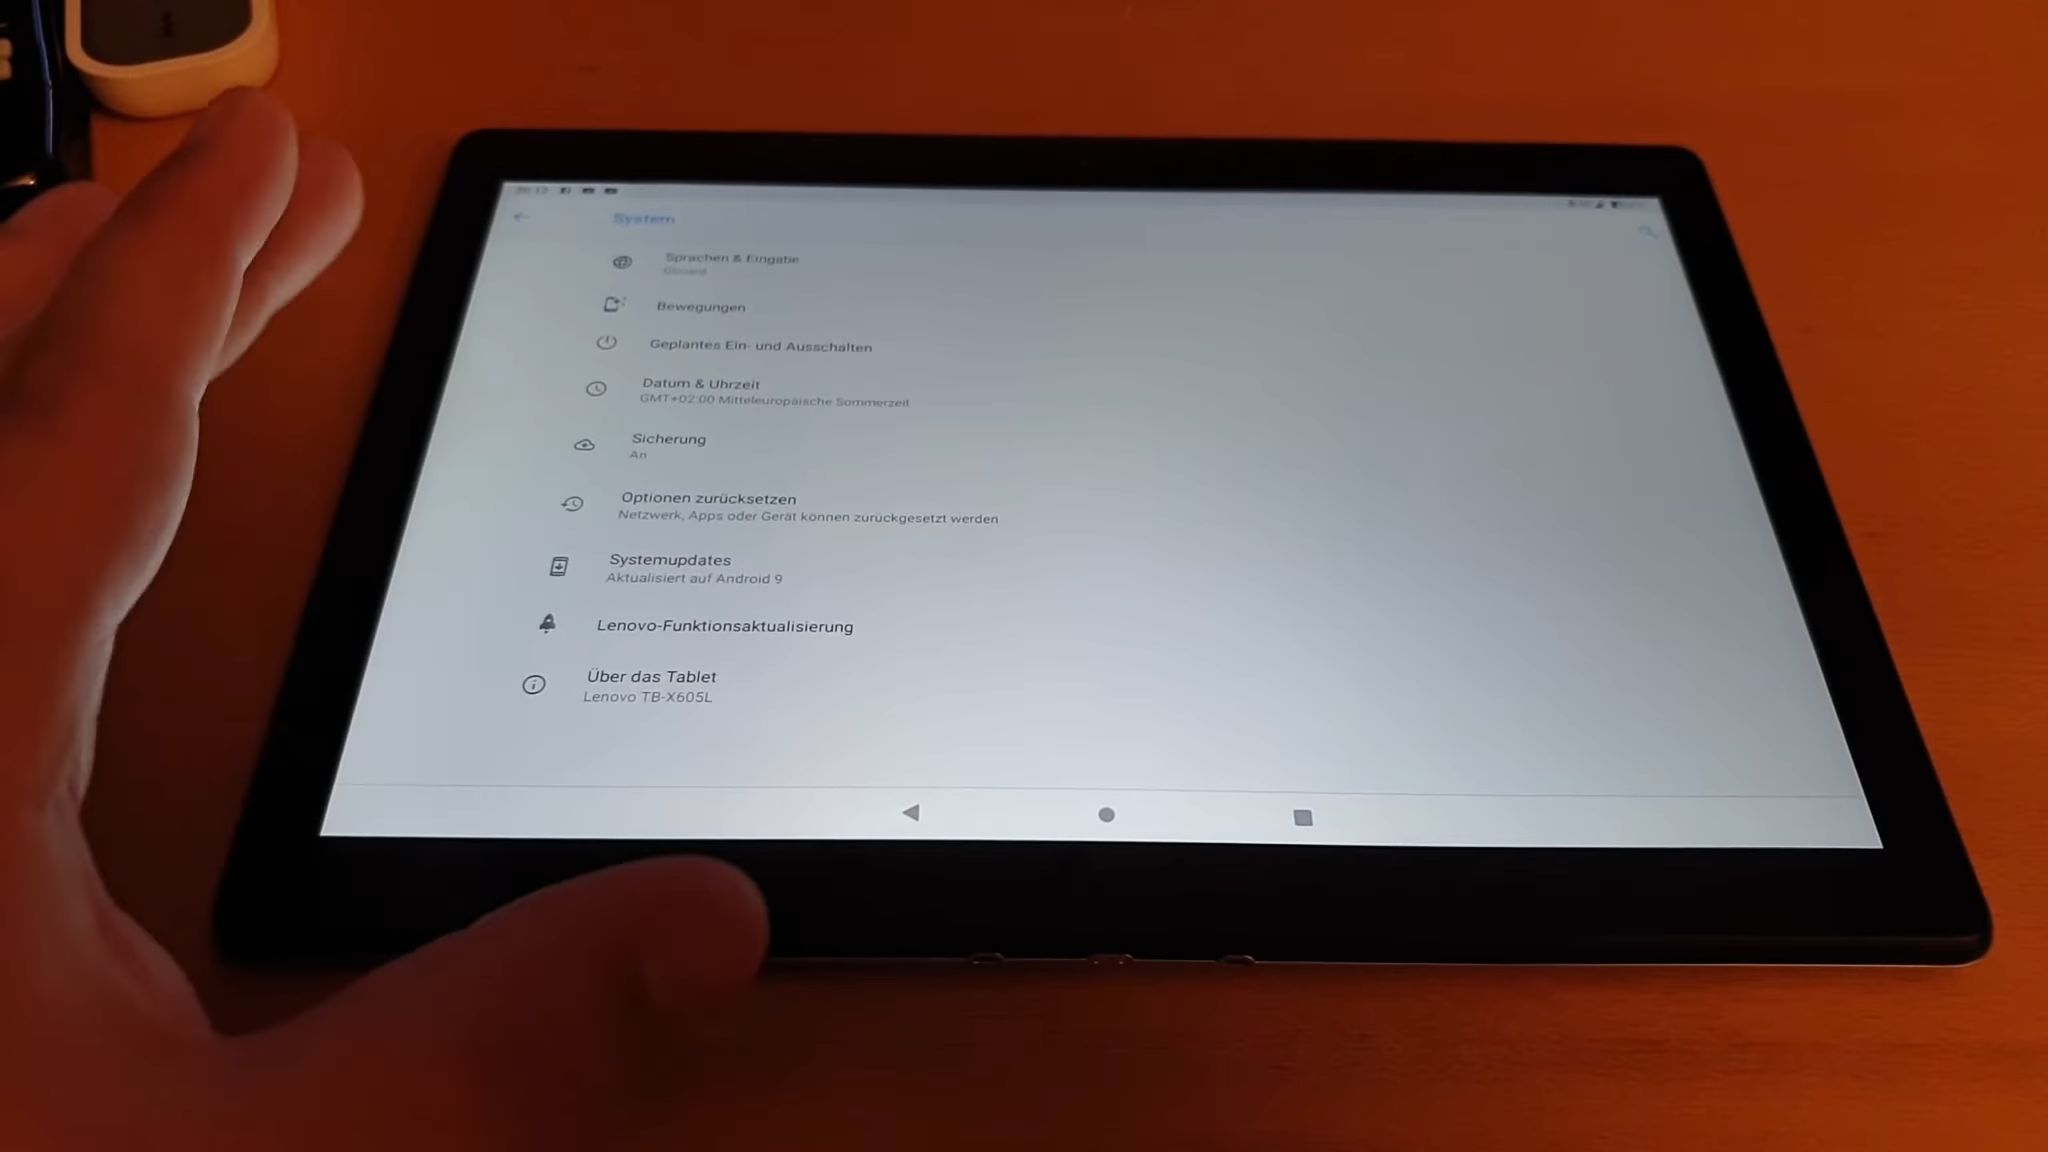 System
Sprachen & Eingabe
Gboard
Bewegungen
Geplantes Ein- und Ausschalten
Datum & Uhrzeit
GMT+02:00 Mitteleuropäische Sommerzeit
Sicherung
An
Optionen zurücksetzen
Netzwerk, Apps oder Gerät können zurückgesetzt werden
Systemupdates
Aktualisiert auf Android 9
Lenovo-Funktionsaktualisierung
Über das Tablet
Lenovo TB-X605L